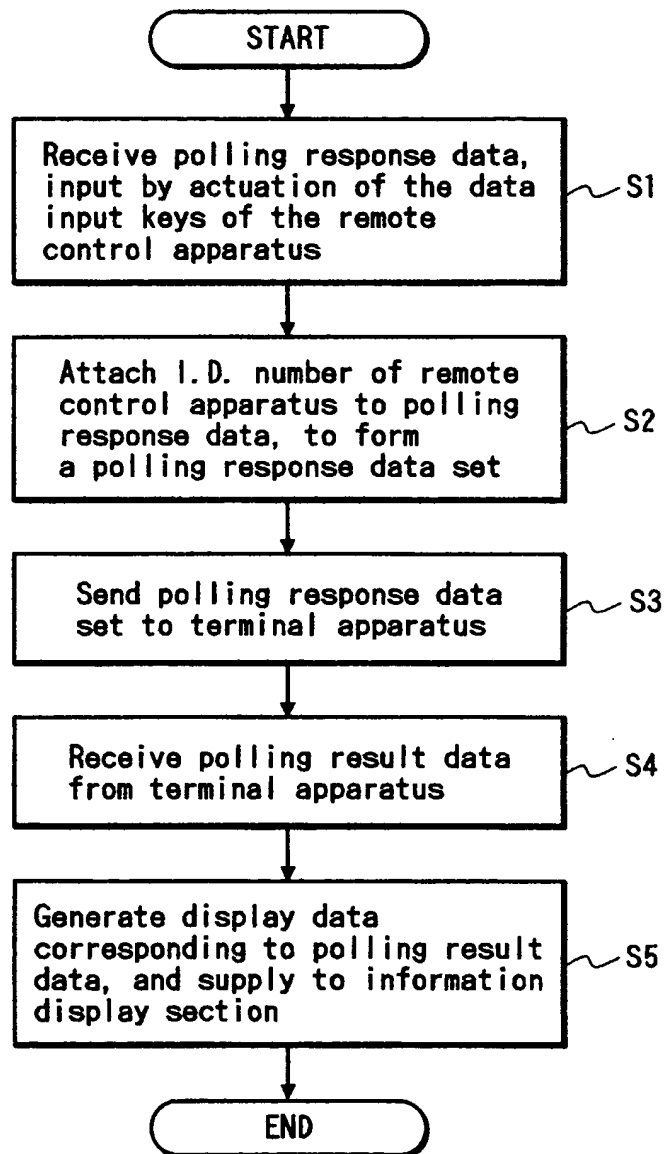 START
Receive polling response data,
input by actuation of the data
input keys of the remote
control apparatus
S1
Attach I.D. number of remote
control apparatus to polling
response data, to form
a polling response data set
S2
Send polling response data
set to terminal apparatus
S3
Receive polling result data
from terminal apparatus
S4
Generate display data
corresponding to polling result
data, and supply to information
display section
S5
END